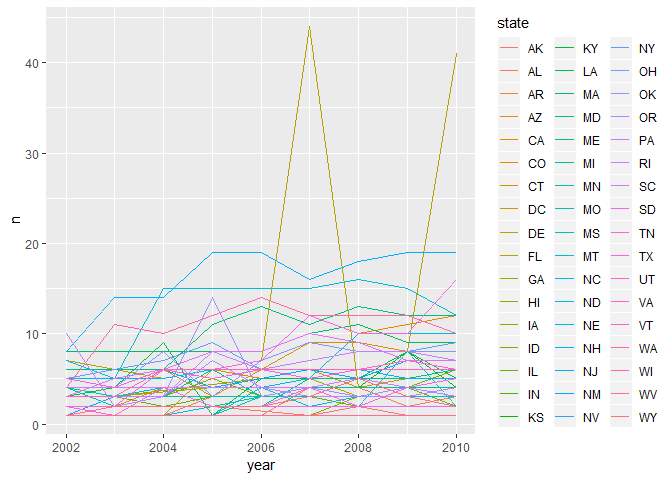 state
AK KY NY
AL LA OH
AR MA OK
AZ MD OR
CA ME PA
CO MI RI
CT MN SC
DC MO SD
DE MS TN
FL MT TX
GA NC UT
HI ND VA
IA NE VT
ID NH WA
IL NJ WI
IN NM WV
KS NV WY
n
40
30
20
10
0
2002 2004 2006 2008 2010
year